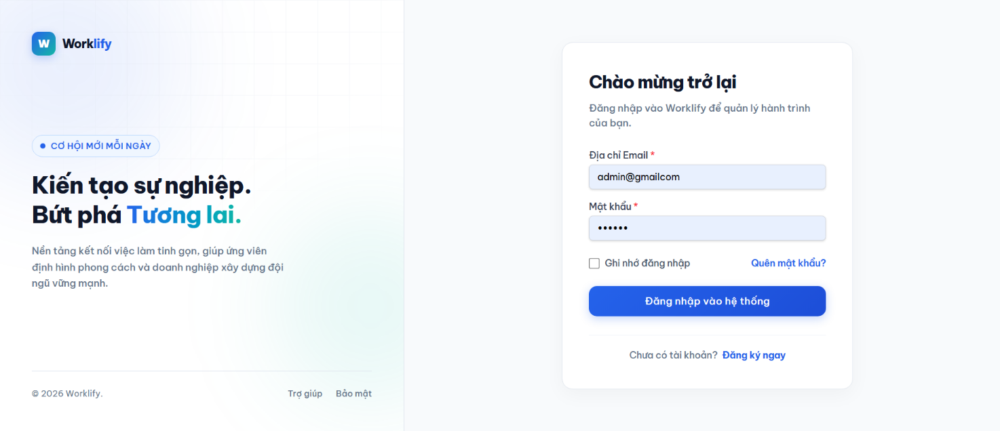 W Worklify
CƠ HỘI MỚI MỖI NGÀY
Kiến tạo sự nghiệp.
Bứt phá Tương lai.
Nền tảng kết nối việc làm tinh gọn, giúp ứng viên
định hình phong cách và doanh nghiệp xây dựng đội
ngũ vững mạnh.
© 2026 Worklify.
Trợ giúp
Bảo mật
Chào mừng trở lại
Đăng nhập vào Worklify để quản lý hành trình
của bạn.
Địa chỉ Email *
admin@gmailcom
Mật khẩu *
••••••
Ghi nhớ đăng nhập
Quên mật khẩu?
Đăng nhập vào hệ thống
Chưa có tài khoản? Đăng ký ngay